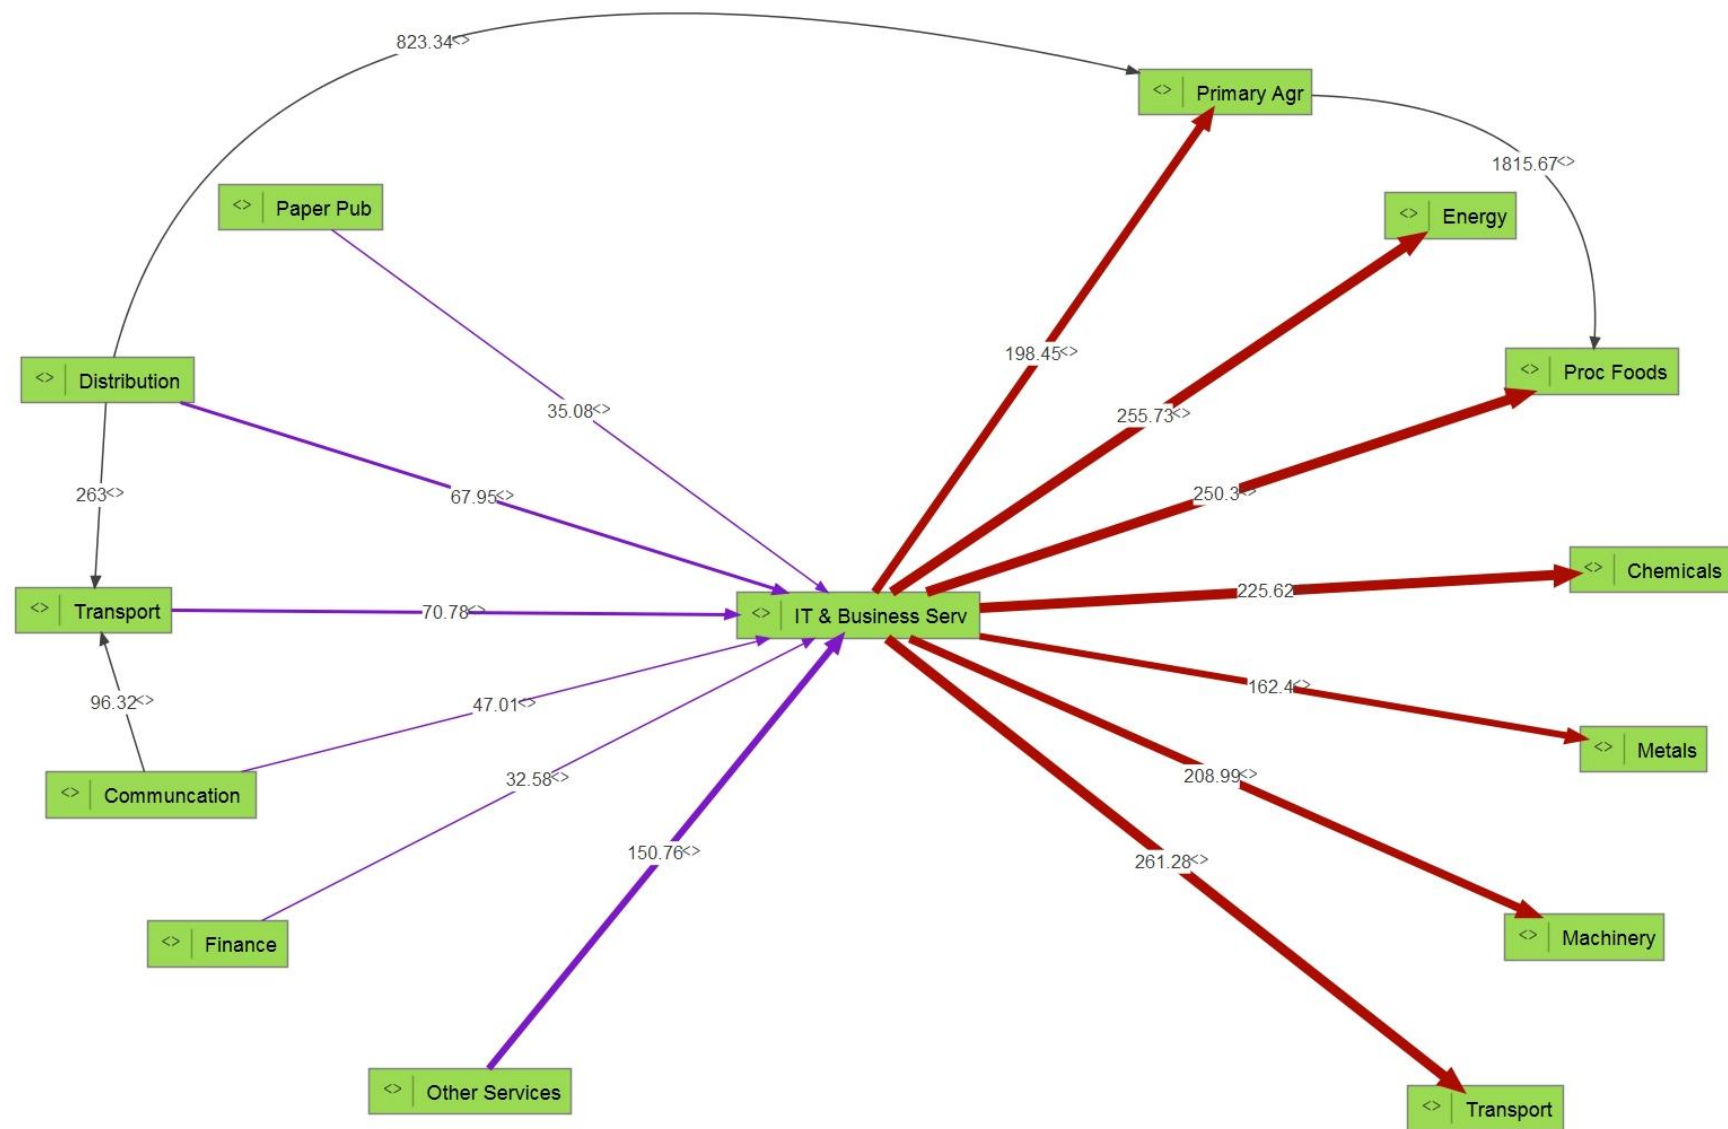 823.34<>
<> Primary Agr
1815.67<>
<> Paper Pub
<> Energy
198.45<>
<> Distribution
<> Proc Foods
35.08<>
255.73<>
263<>
67.95<>
250.3<>
<> Chemicals
225.62
<> Transport
70.78<>
<> IT & Business Serv
162.4<>
96.32<>
47.01<>
<> Metals
32.58<>
208.99<>
<> Communcation
150.76<>
261.28<>
<> Finance
<> Machinery
<> Other Services
<> Transport